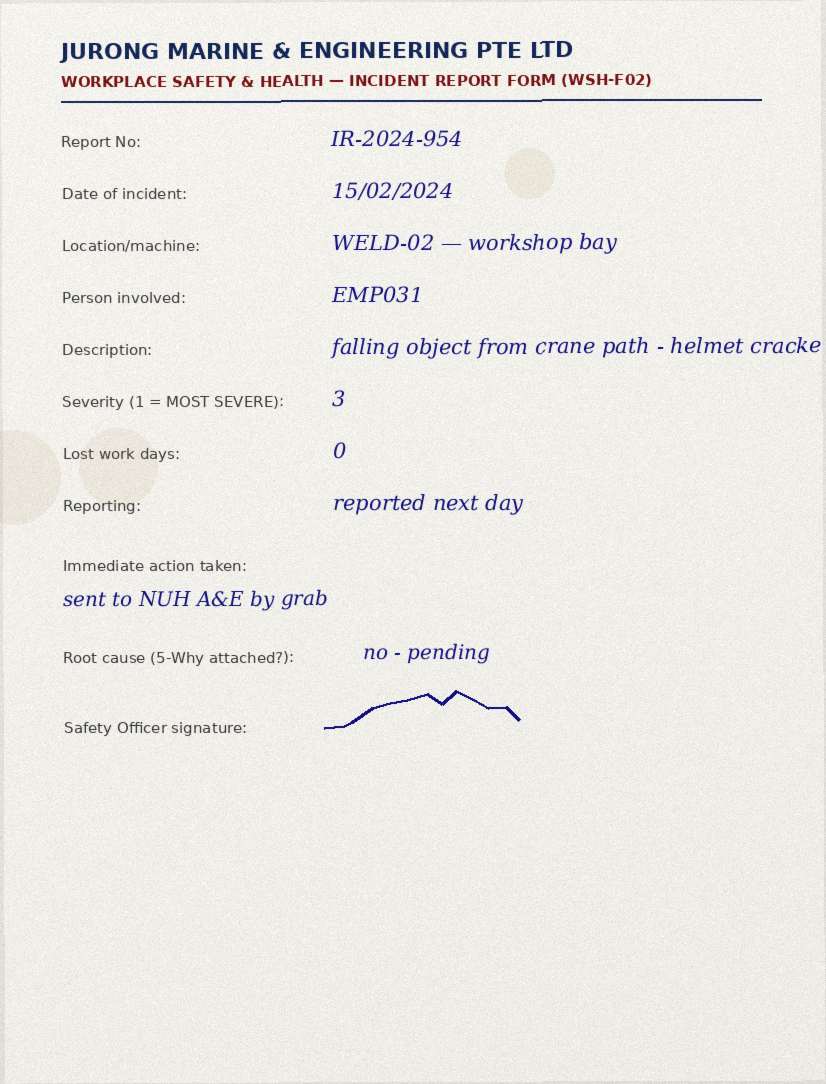 JURONG MARINE & ENGINEERING PTE LTD
WORKPLACE SAFETY & HEALTH — INCIDENT REPORT FORM (WSH-F02)
Report No: IR-2024-954
Date of incident: 15/02/2024
Location/machine: WELD-02 — workshop bay
Person involved: EMP031
Description: falling object from crane path - helmet cracke
Severity (1 = MOST SEVERE): 3
Lost work days: 0
Reporting: reported next day
Immediate action taken:
sent to NUH A&E by grab
Root cause (5-Why attached?): no - pending
Safety Officer signature: